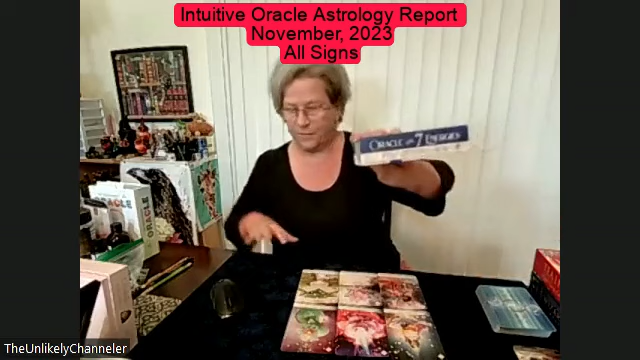 Intuitive Oracle Astrology Report
November, 2023
All Signs
ORACLE OF THE 7 ENERGIES
ORACLE
TheUnlikelyChanneler